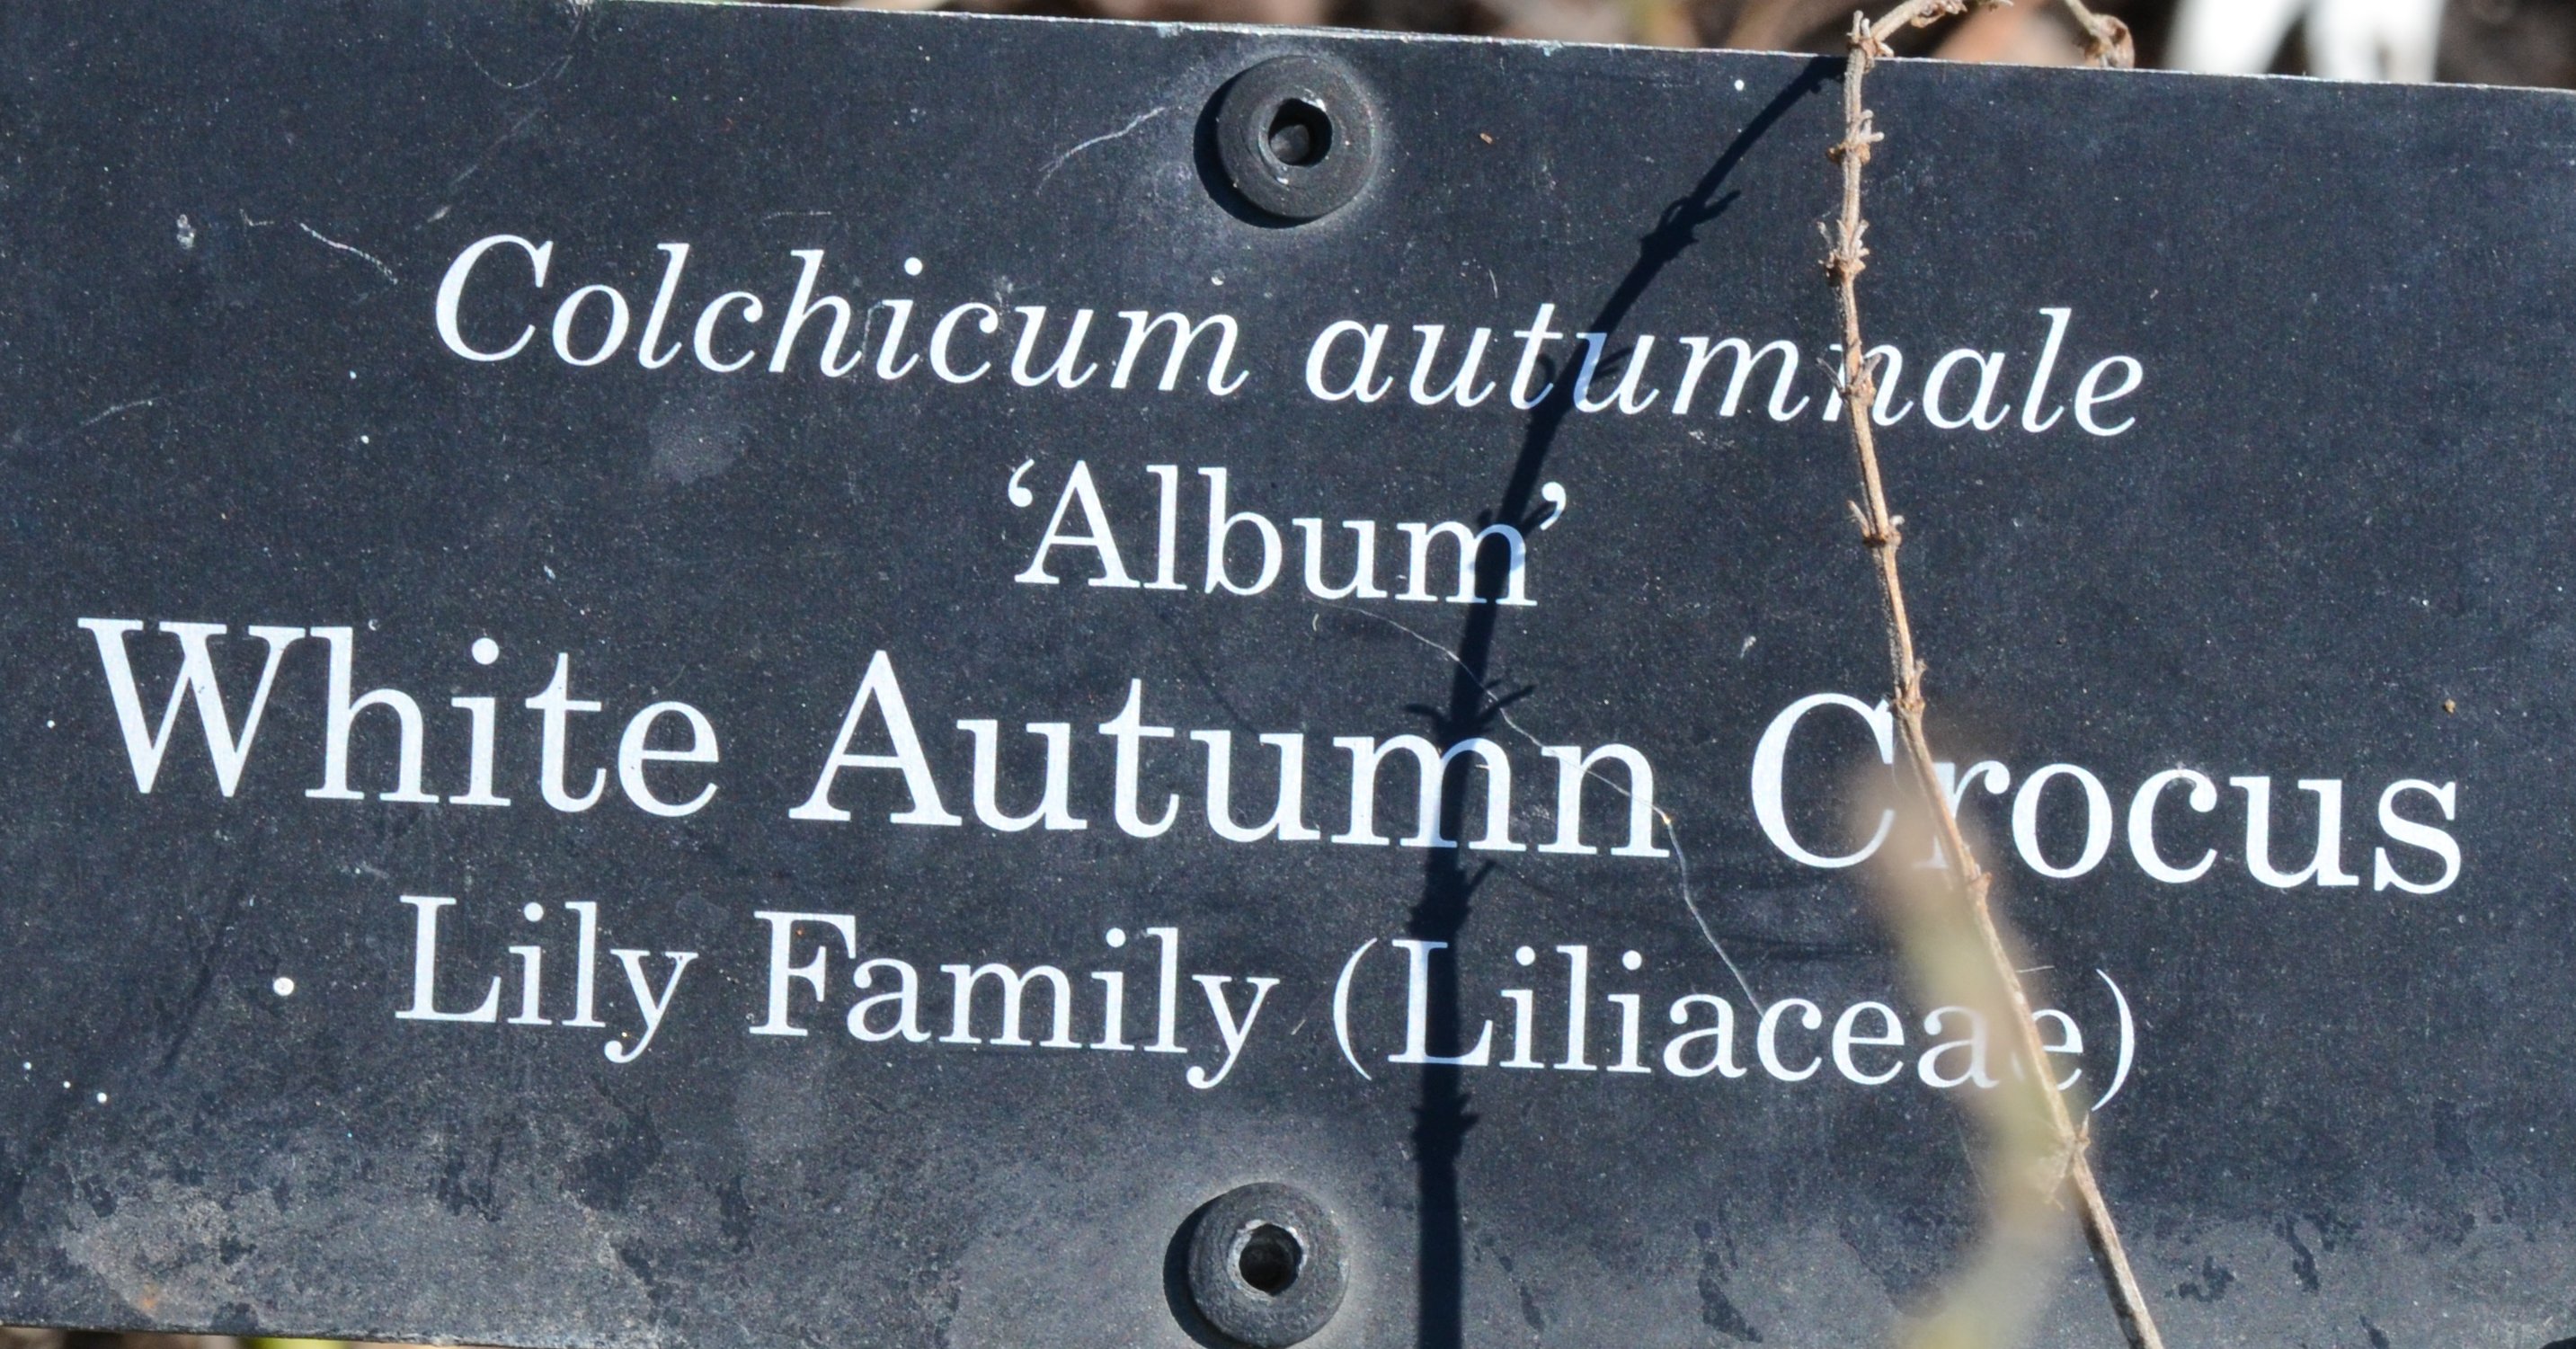 Colchicum autumnale
‘Album’
White Autumn Crocus
Lily Family (Liliaceae)